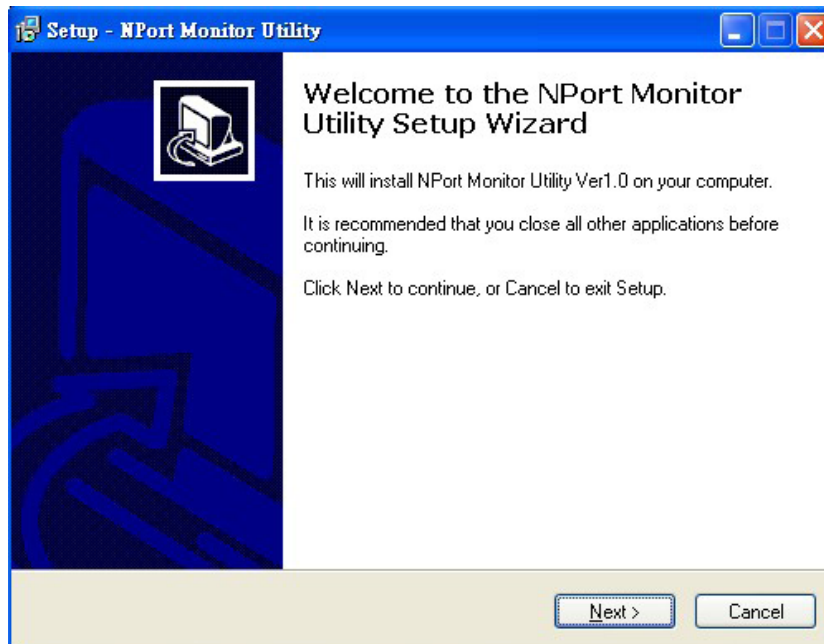 Setup - NPort Monitor Utility
Welcome to the NPort Monitor
Utility Setup Wizard
This will install NPort Monitor Utility Ver1.0 on your computer.
It is recommended that you close all other applications before
continuing.
Click Next to continue, or Cancel to exit Setup.
Next >
Cancel